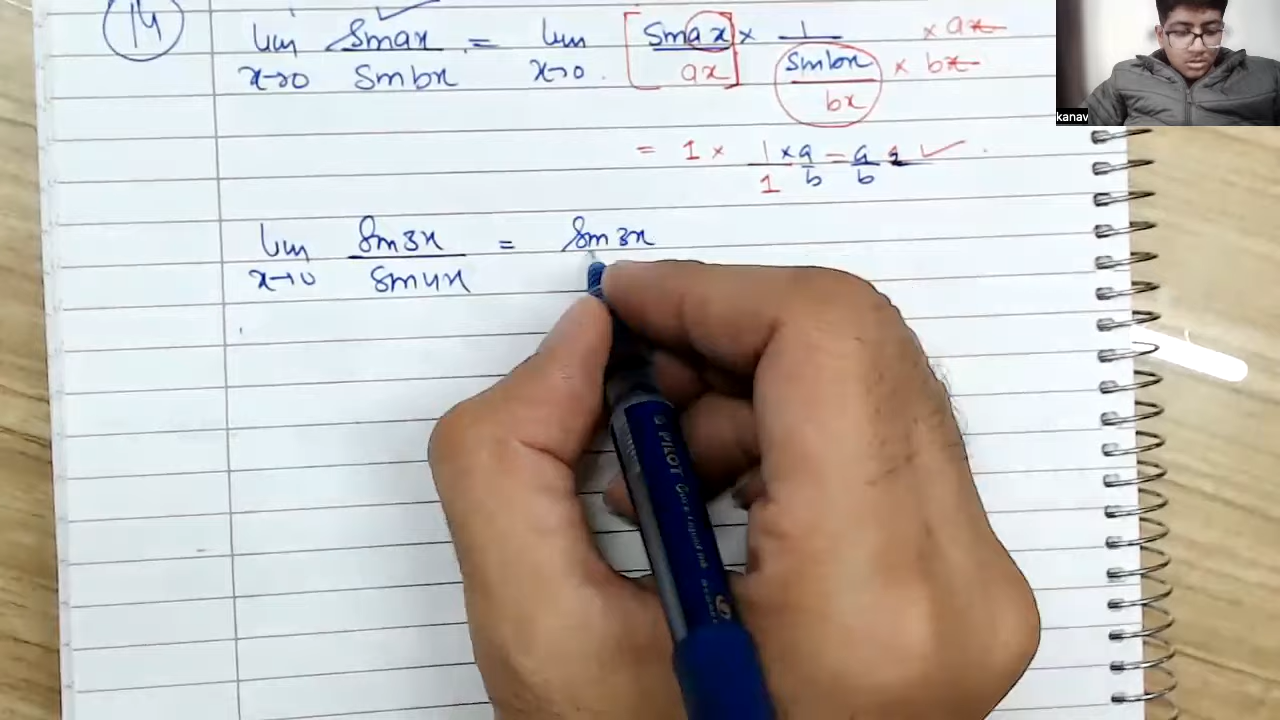 14
lim sin ax / sin bx = lim [ sin ax / ax ] × 1 / (sin bx / bx) × ax / × bx
x→0 x→0
= 1 × 1/1 × a/b = a/b
lim sin 3x / sin 4x = sin 3x
x→0
PILOT
kanav